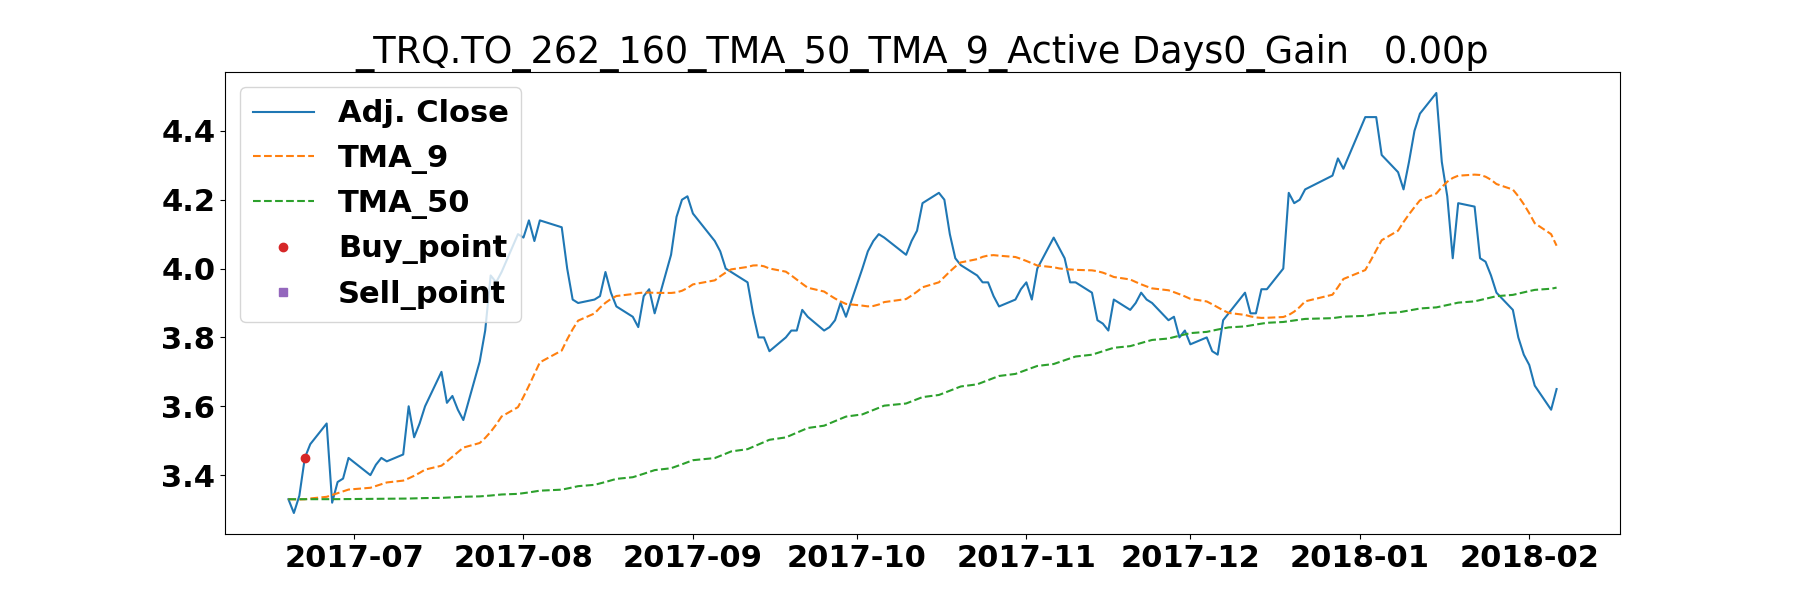 _TRQ.TO_262_160_TMA_50_TMA_9_Active Days0_Gain   0.00p
Adj. Close
TMA_9
TMA_50
Buy_point
Sell_point
4.4
4.2
4.0
3.8
3.6
3.4
2017-07 2017-08 2017-09 2017-10 2017-11 2017-12 2018-01 2018-02